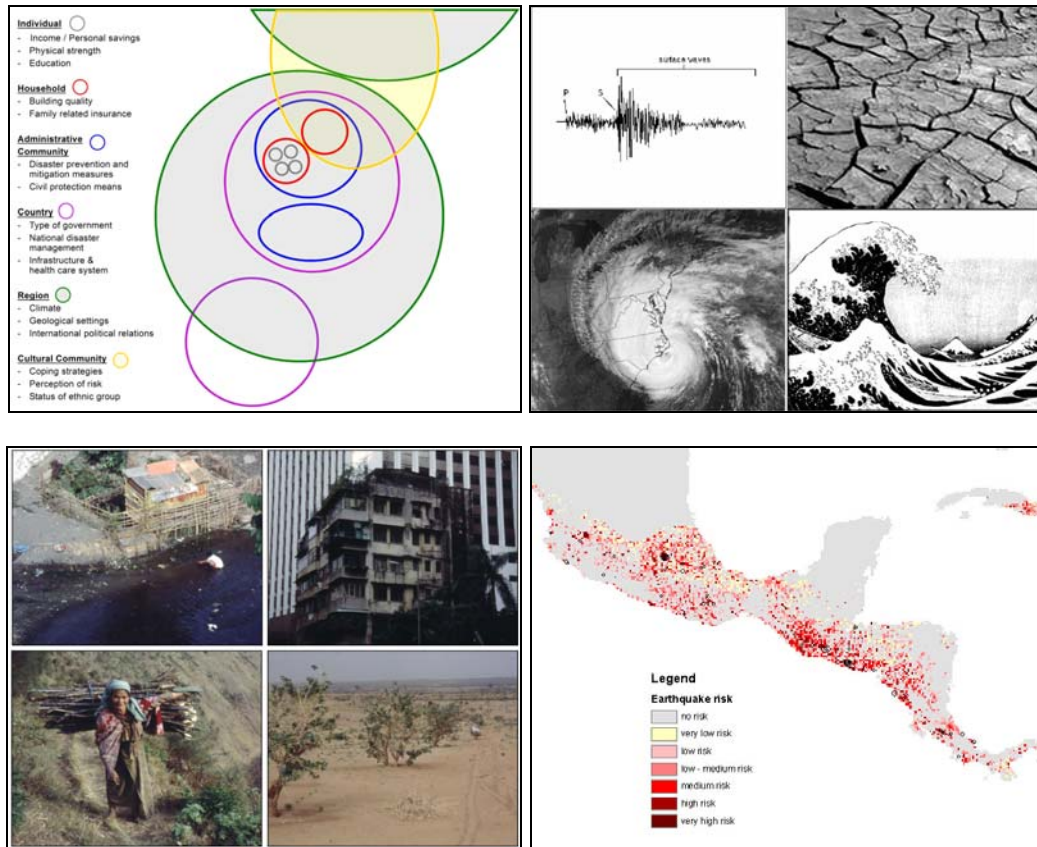 Individual
- Income / Personal savings
- Physical strength
- Education
Household
- Building quality
- Family related insurance
Administrative
Community
- Disaster prevention and
mitigation measures
- Civil protection means
Country
- Type of government
- National disaster
management
- Infrastructure &
health care system
Region
- Climate
- Geological settings
- International political relations
Cultural Community
- Coping strategies
- Perception of risk
- Status of ethnic group
surface waves
P
S
Legend
Earthquake risk
no risk
very low risk
low risk
low - medium risk
medium risk
high risk
very high risk